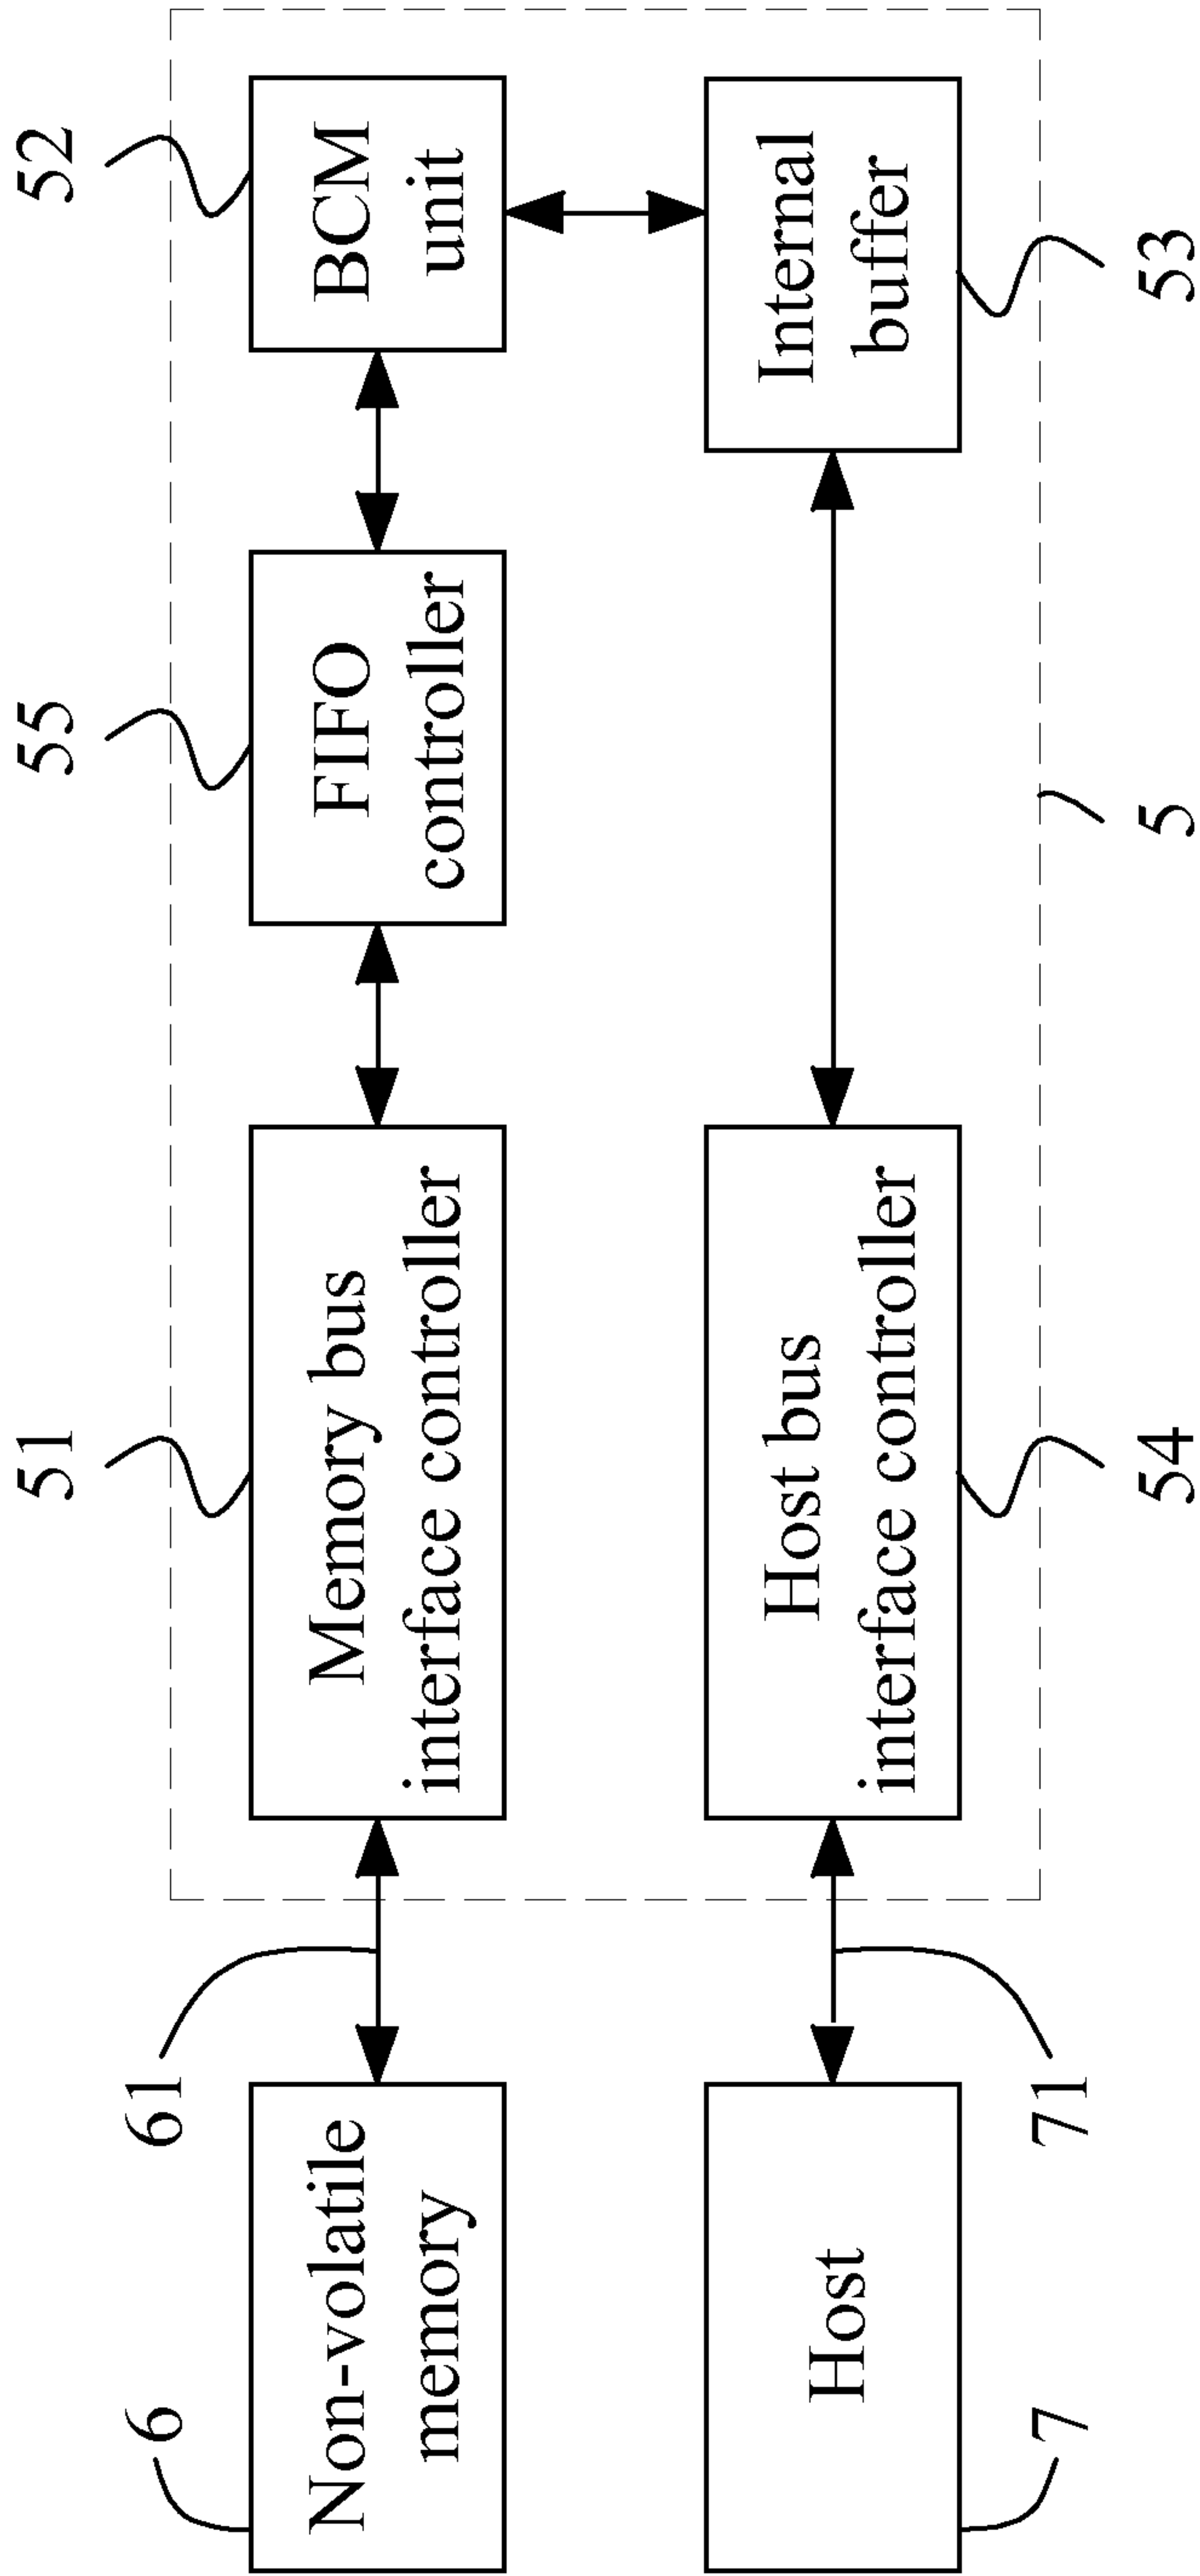 51
55
52
61
6
Non-volatile
memory
Memory bus
interface controller
FIFO
controller
BCM
unit
Host
Host bus
interface controller
Internal
buffer
7
71
54
5
53